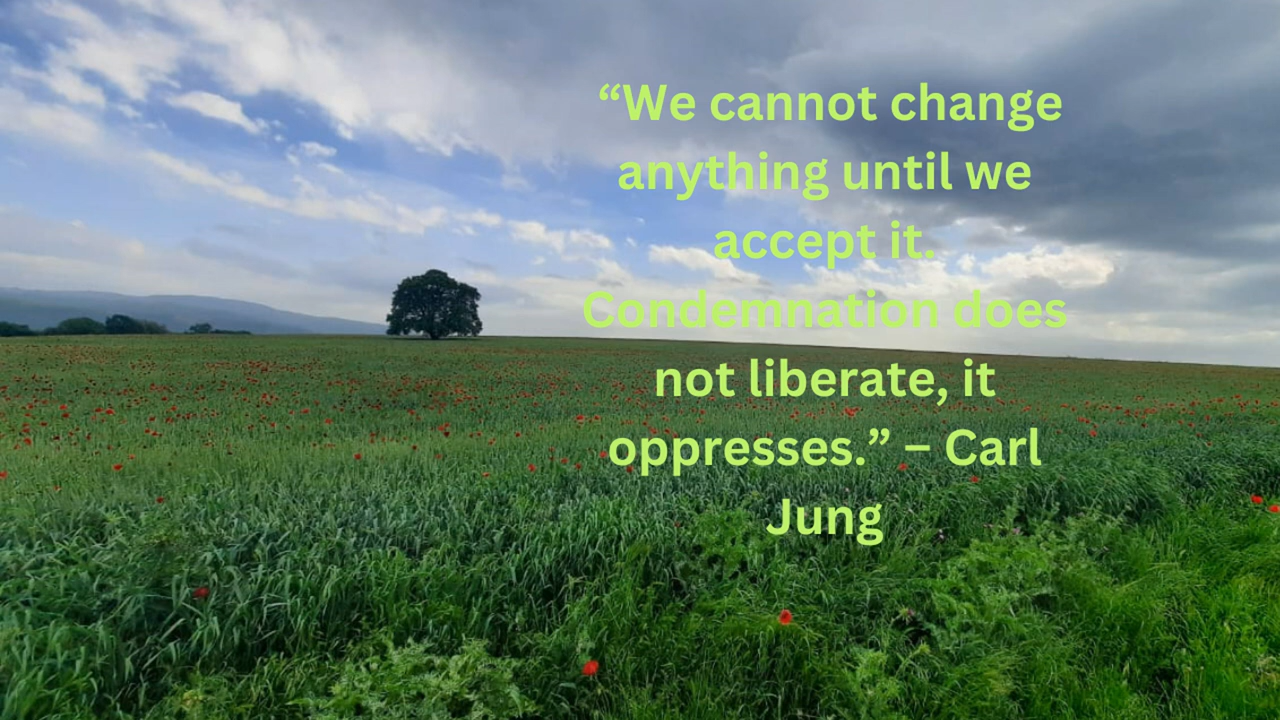 “We cannot change
anything until we
accept it.
Condemnation does
not liberate, it
oppresses.” – Carl
Jung